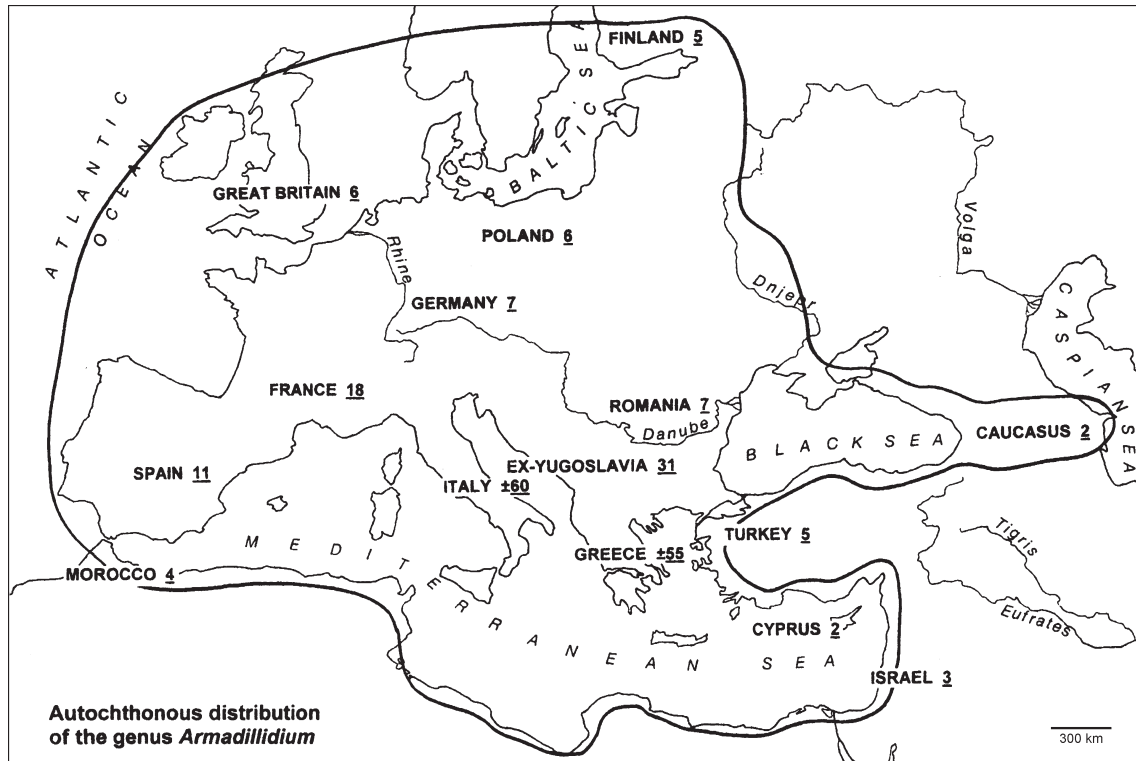 FINLAND 5
ATLANTIC
OCEAN
BALTIC SEA
GREAT BRITAIN 6
POLAND 6
Rhine
Volga
Dnjepr
GERMANY 7
CASPIAN SEA
FRANCE 18
ROMANIA 7
Danube
BLACK SEA
CAUCASUS 2
EX-YUGOSLAVIA 31
SPAIN 11
ITALY ±60
TURKEY 5
Tigris
GREECE ±55
MEDITERRANEAN SEA
MOROCCO 4
Eufrates
CYPRUS 2
ISRAEL 3
Autochthonous distribution
of the genus Armadillidium
300 km